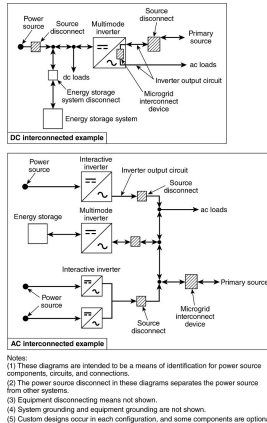 Power
source
Source
disconnect
Multimode
inverter
Source
disconnect
Primary
source
ac loads
Inverter output circuit
dc loads
Energy storage
system disconnect
Microgrid
interconnect
device
Energy storage system
DC interconnected example
Power
source
Interactive
inverter
Inverter output circuit
Source
disconnect
ac loads
Energy storage
Multimode
inverter
Interactive inverter
Primary source
Power
source
Source
disconnect
Microgrid
interconnect
device
AC interconnected example
Notes:
(1) These diagrams are intended to be a means of identification for power source
components, circuits, and connections.
(2) The power source disconnect in these diagrams separates the power source
from other systems.
(3) Equipment disconnecting means not shown.
(4) System grounding and equipment grounding are not shown.
(5) Custom designs occur in each configuration, and some components are optional